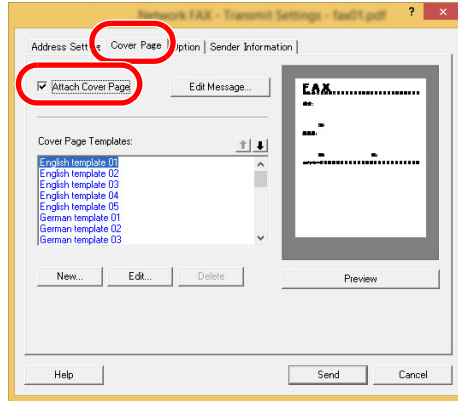 Network FAX - Transmit Settings - fax01.pdf
?
Address Sett
Cover Page
ption
Sender Information
Attach Cover Page
Edit Message...
FAX
Cover Page Templates:
English template 01
English template 02
English template 03
English template 04
English template 05
German template 01
German template 02
German template 03
New...
Edit...
Delete
Preview
Help
Send
Cancel